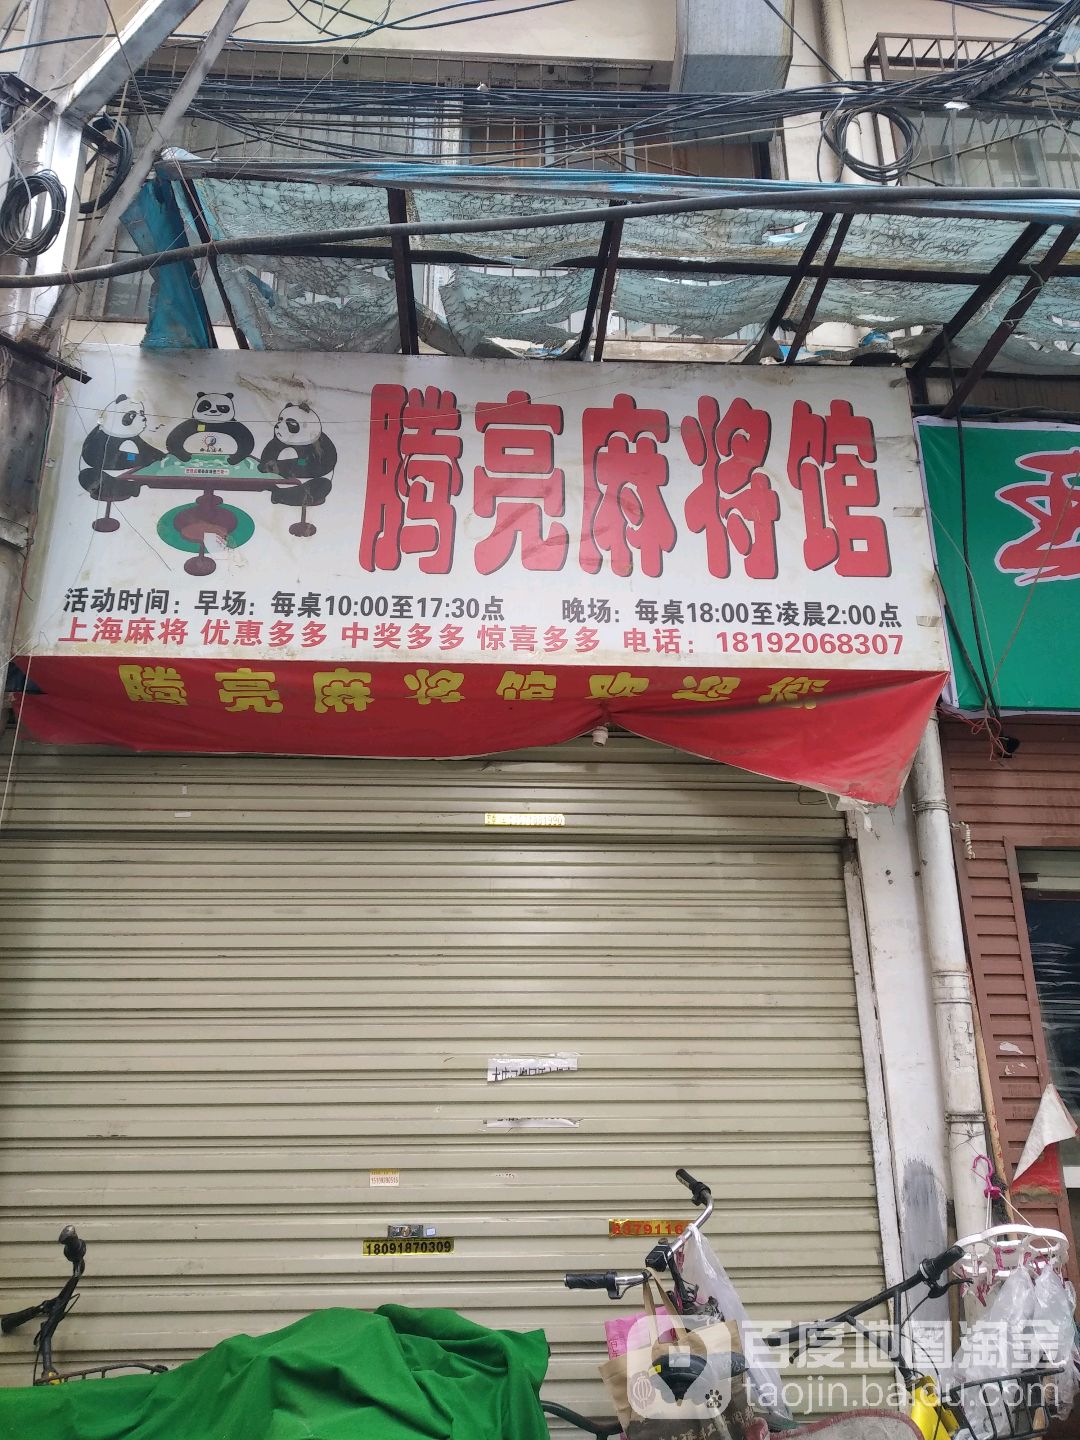 腾亮麻将馆
活动时间：早场：每桌10:00至17:30点 晚场：每桌18:00至凌晨2:00点
上海麻将 优惠多多 中奖多多 惊喜多多 电话：18192068307
腾亮麻将馆欢迎您
18091870309
百度地图淘金
taojin.baidu.com